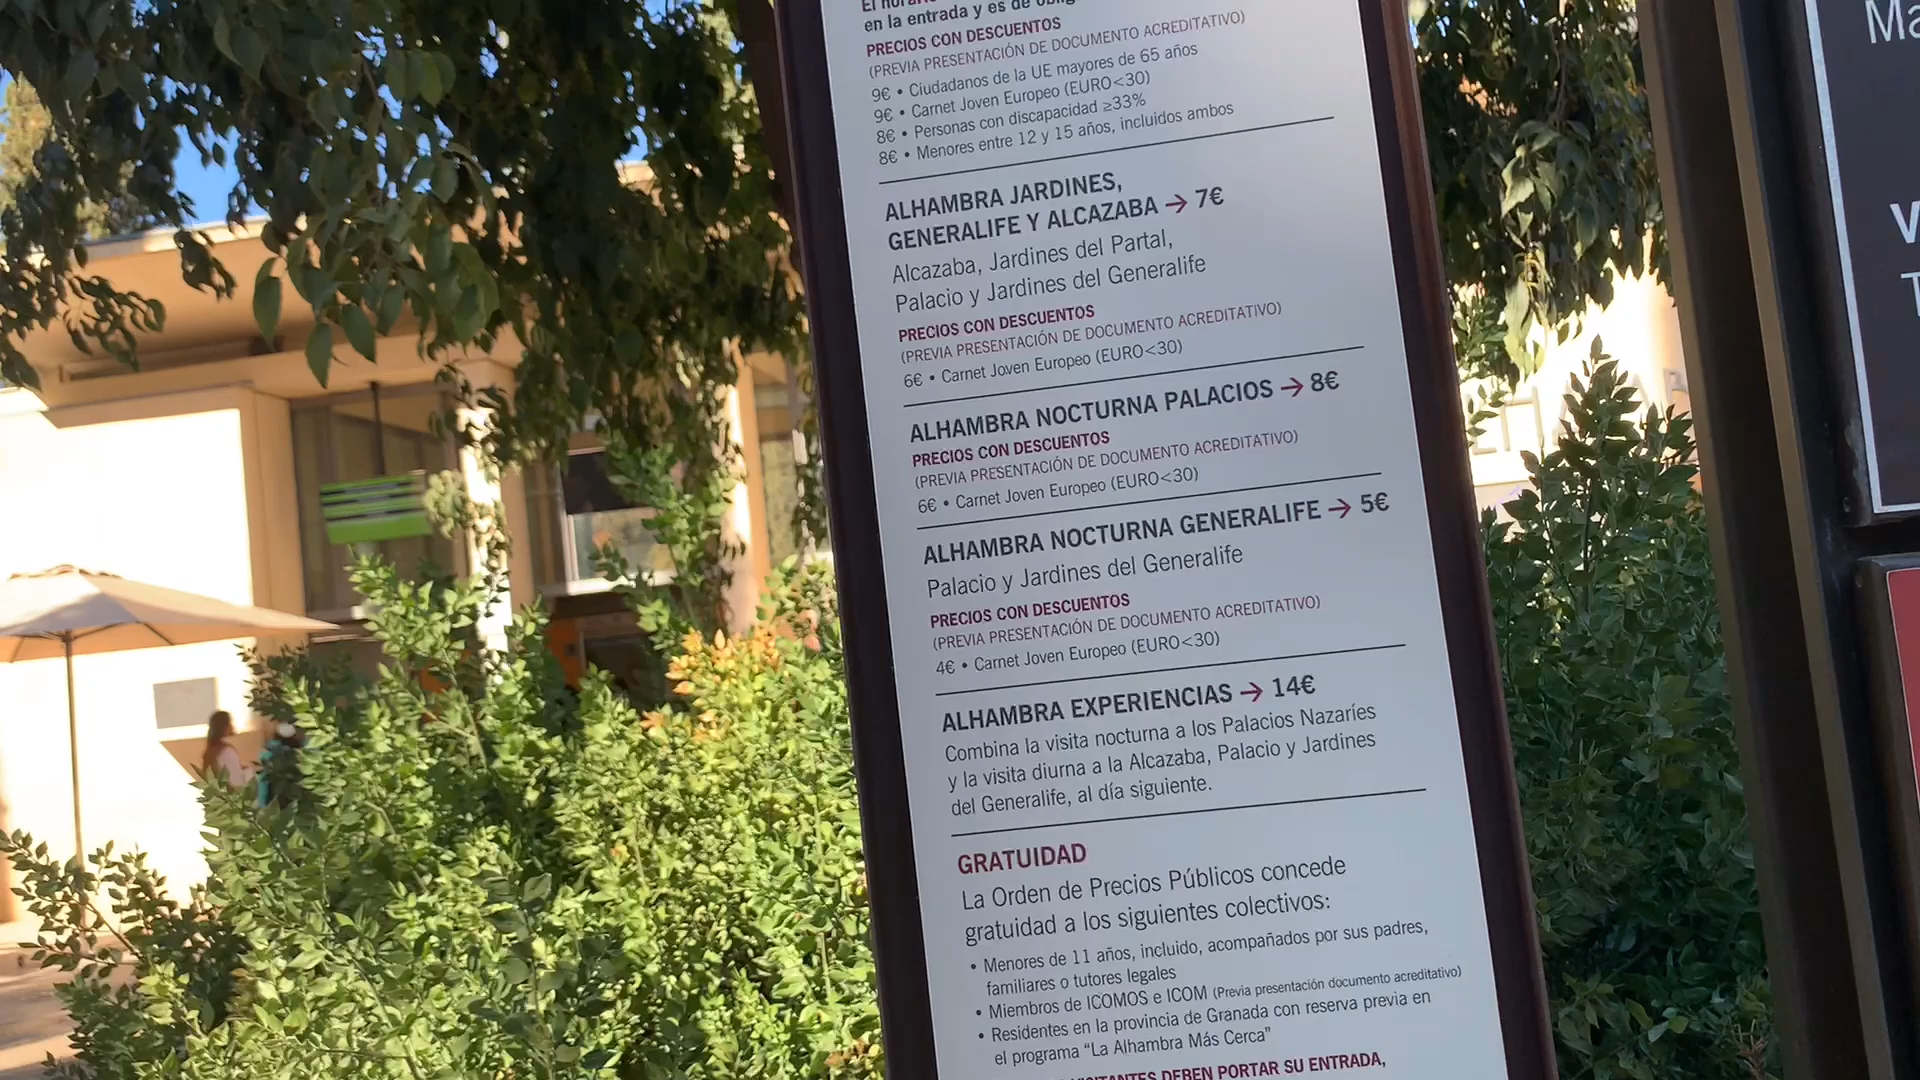 El horario
en la entrada y es de oblig
PRECIOS CON DESCUENTOS
(PREVIA PRESENTACIÓN DE DOCUMENTO ACREDITATIVO)
9€ • Ciudadanos de la UE mayores de 65 años
9€ • Carnet Joven Europeo (EURO<30)
8€ • Personas con discapacidad ≥33%
8€ • Menores entre 12 y 15 años, incluidos ambos
ALHAMBRA JARDINES,
GENERALIFE Y ALCAZABA → 7€
Alcazaba, Jardines del Partal,
Palacio y Jardines del Generalife
PRECIOS CON DESCUENTOS
(PREVIA PRESENTACIÓN DE DOCUMENTO ACREDITATIVO)
6€ • Carnet Joven Europeo (EURO<30)
ALHAMBRA NOCTURNA PALACIOS → 8€
PRECIOS CON DESCUENTOS
(PREVIA PRESENTACIÓN DE DOCUMENTO ACREDITATIVO)
6€ • Carnet Joven Europeo (EURO<30)
ALHAMBRA NOCTURNA GENERALIFE → 5€
Palacio y Jardines del Generalife
PRECIOS CON DESCUENTOS
(PREVIA PRESENTACIÓN DE DOCUMENTO ACREDITATIVO)
4€ • Carnet Joven Europeo (EURO<30)
ALHAMBRA EXPERIENCIAS → 14€
Combina la visita nocturna a los Palacios Nazaríes
y la visita diurna a la Alcazaba, Palacio y Jardines
del Generalife, al día siguiente.
GRATUIDAD
La Orden de Precios Públicos concede
gratuidad a los siguientes colectivos:
• Menores de 11 años, incluido, acompañados por sus padres,
familiares o tutores legales
• Miembros de ICOMOS e ICOM (Previa presentación documento acreditativo)
• Residentes en la provincia de Granada con reserva previa en
el programa “La Alhambra Más Cerca”
VISITANTES DEBEN PORTAR SU ENTRADA,
Ma
V
T